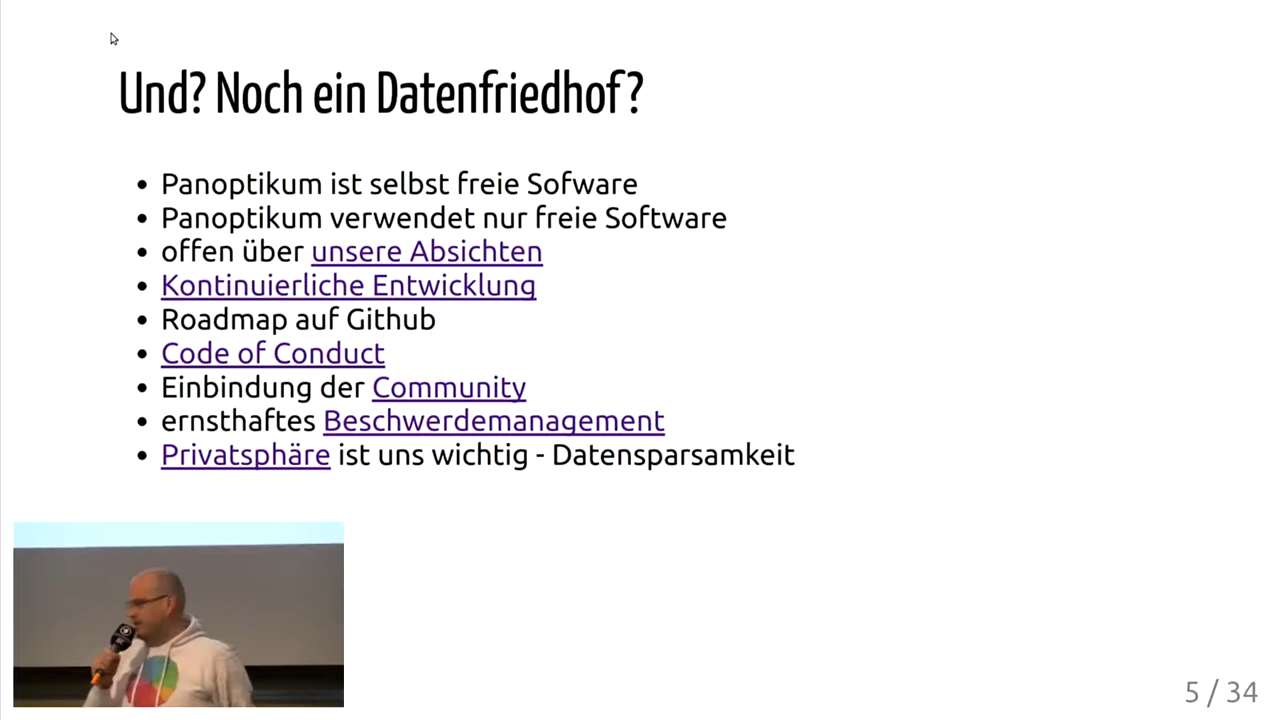 Und? Noch ein Datenfriedhof?
• Panoptikum ist selbst freie Sofware
• Panoptikum verwendet nur freie Software
• offen über unsere Absichten
• Kontinuierliche Entwicklung
• Roadmap auf Github
• Code of Conduct
• Einbindung der Community
• ernsthaftes Beschwerdemanagement
• Privatsphäre ist uns wichtig - Datensparsamkeit
5 / 34